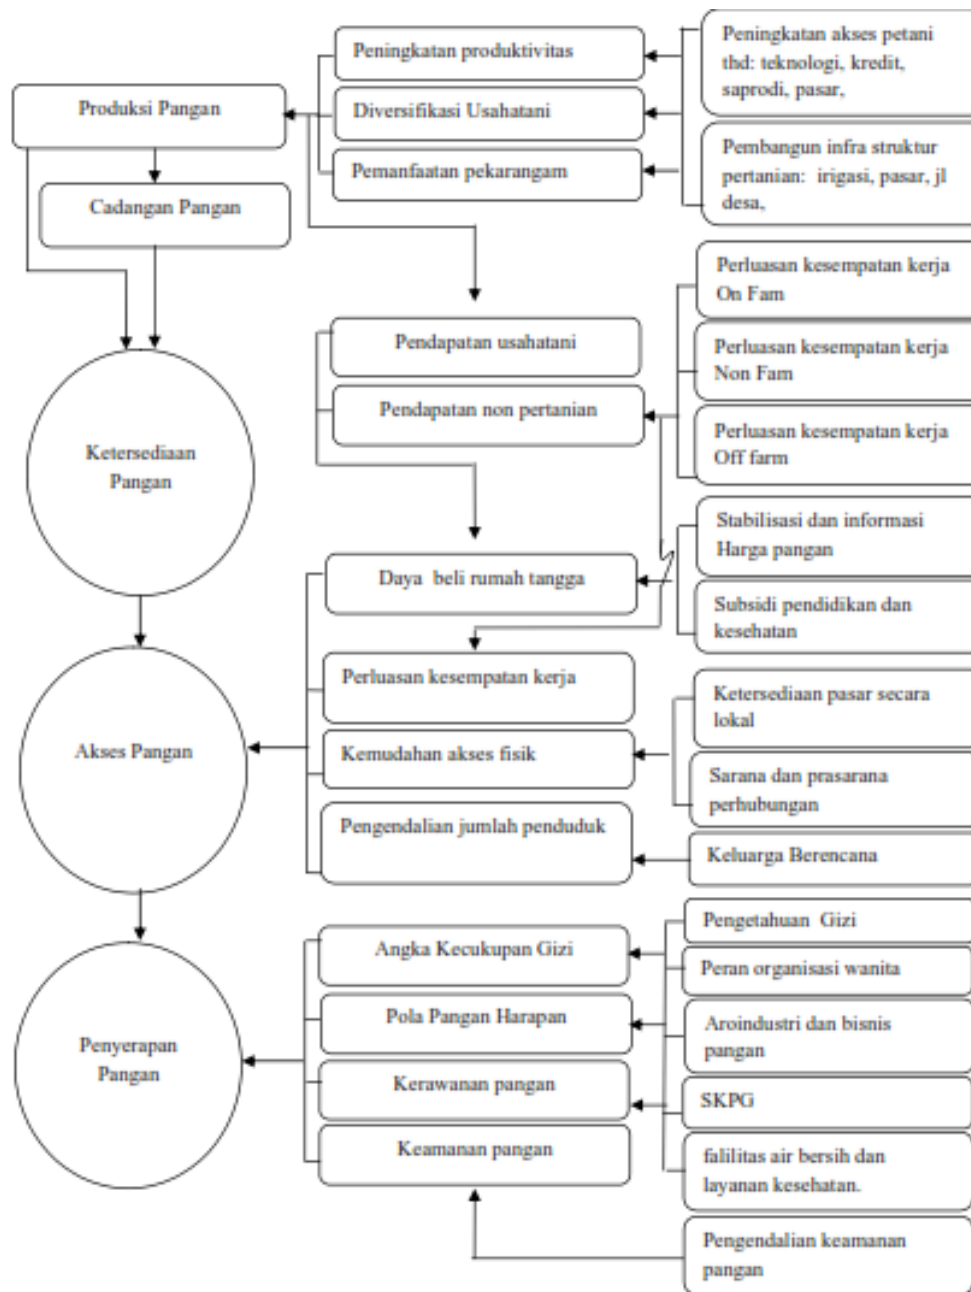 Peningkatan produktivitas
Peningkatan akses petani
thd: teknologi, kredit,
saprodi, pasar,
Produksi Pangan
Diversifikasi Usahatani
Pemanfaatan pekarangam
Pembangun infra struktur
pertanian: irigasi, pasar, jl
desa,
Cadangan Pangan
Perluasan kesempatan kerja
On Fam
Pendapatan usahatani
Perluasan kesempatan kerja
Non Fam
Pendapatan non pertanian
Perluasan kesempatan kerja
Off farm
Ketersediaan
Pangan
Stabilisasi dan informasi
Harga pangan
Daya beli rumah tangga
Subsidi pendidikan dan
kesehatan
Perluasan kesempatan kerja
Ketersediaan pasar secara
lokal
Akses Pangan
Kemudahan akses fisik
Sarana dan prasarana
perhubungan
Pengendalian jumlah penduduk
Keluarga Berencana
Pengetahuan Gizi
Angka Kecukupan Gizi
Peran organisasi wanita
Pola Pangan Harapan
Aroindustri dan bisnis
pangan
Penyerapan
Pangan
Kerawanan pangan
SKPG
Keamanan pangan
falilitas air bersih dan
layanan kesehatan.
Pengendalian keamanan
pangan